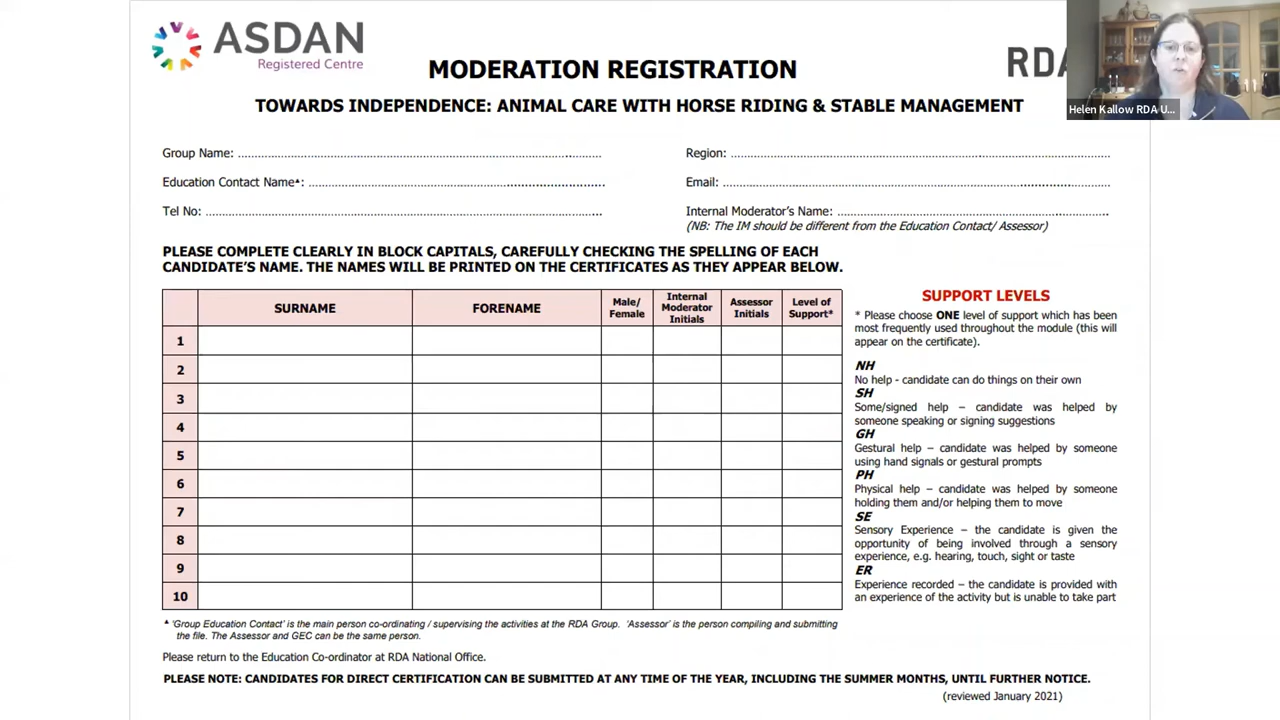 ASDAN
Registered Centre
MODERATION REGISTRATION
RDA
Helen Kallow RDA U...
TOWARDS INDEPENDENCE: ANIMAL CARE WITH HORSE RIDING & STABLE MANAGEMENT
Group Name: ........................................ Region: ........................................
Education Contact Name▲: ........................................ Email: ........................................
Tel No: ........................................ Internal Moderator's Name: ........................................
(NB: The IM should be different from the Education Contact/ Assessor)
PLEASE COMPLETE CLEARLY IN BLOCK CAPITALS, CAREFULLY CHECKING THE SPELLING OF EACH
CANDIDATE'S NAME. THE NAMES WILL BE PRINTED ON THE CERTIFICATES AS THEY APPEAR BELOW.
SURNAME FORENAME Male/ Female Internal Moderator Initials Assessor Initials Level of Support*
1
2
3
4
5
6
7
8
9
10
SUPPORT LEVELS
* Please choose ONE level of support which has been
most frequently used throughout the module (this will
appear on the certificate).
NH
No help - candidate can do things on their own
SH
Some/signed help – candidate was helped by
someone speaking or signing suggestions
GH
Gestural help – candidate was helped by someone
using hand signals or gestural prompts
PH
Physical help – candidate was helped by someone
holding them and/or helping them to move
SE
Sensory Experience – the candidate is given the
opportunity of being involved through a sensory
experience, e.g. hearing, touch, sight or taste
ER
Experience recorded – the candidate is provided with
an experience of the activity but is unable to take part
▲ 'Group Education Contact' is the main person co-ordinating / supervising the activities at the RDA Group. 'Assessor' is the person compiling and submitting
the file. The Assessor and GEC can be the same person.
Please return to the Education Co-ordinator at RDA National Office.
PLEASE NOTE: CANDIDATES FOR DIRECT CERTIFICATION CAN BE SUBMITTED AT ANY TIME OF THE YEAR, INCLUDING THE SUMMER MONTHS, UNTIL FURTHER NOTICE.
(reviewed January 2021)